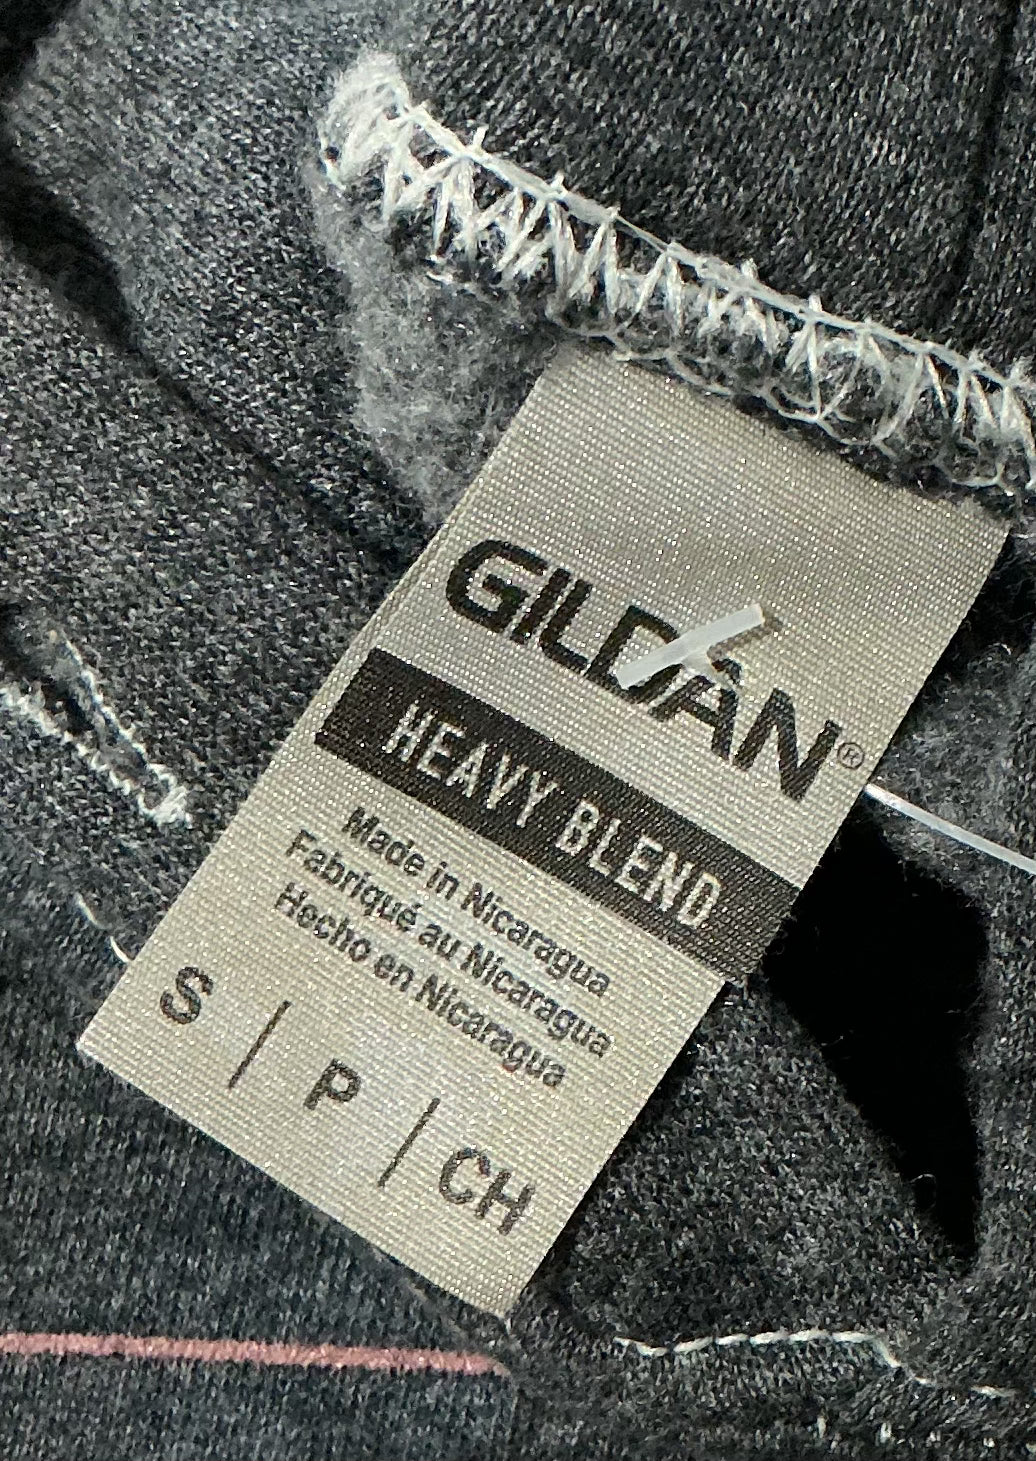 GILDAN®
HEAVY BLEND
Made in Nicaragua
Fabriqué au Nicaragua
Hecho en Nicaragua
S | P | CH